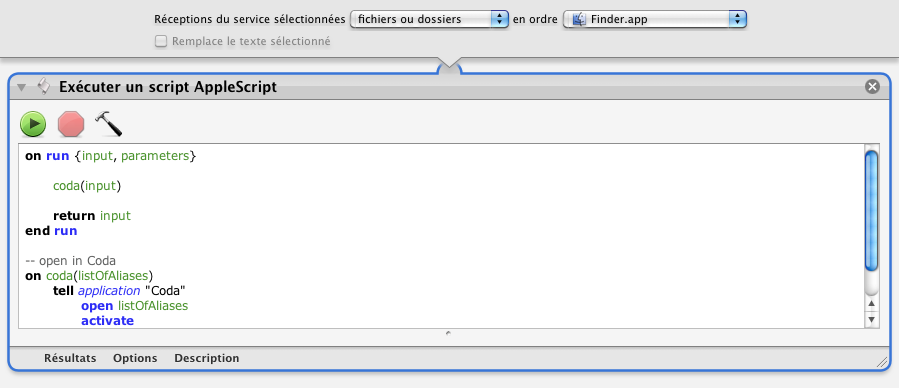 Réceptions du service sélectionnées fichiers ou dossiers en ordre Finder.app
Remplace le texte sélectionné
Exécuter un script AppleScript
on run {input, parameters}
coda(input)
return input
end run
-- open in Coda
on coda(listOfAliases)
tell application "Coda"
open listOfAliases
activate
Résultats Options Description